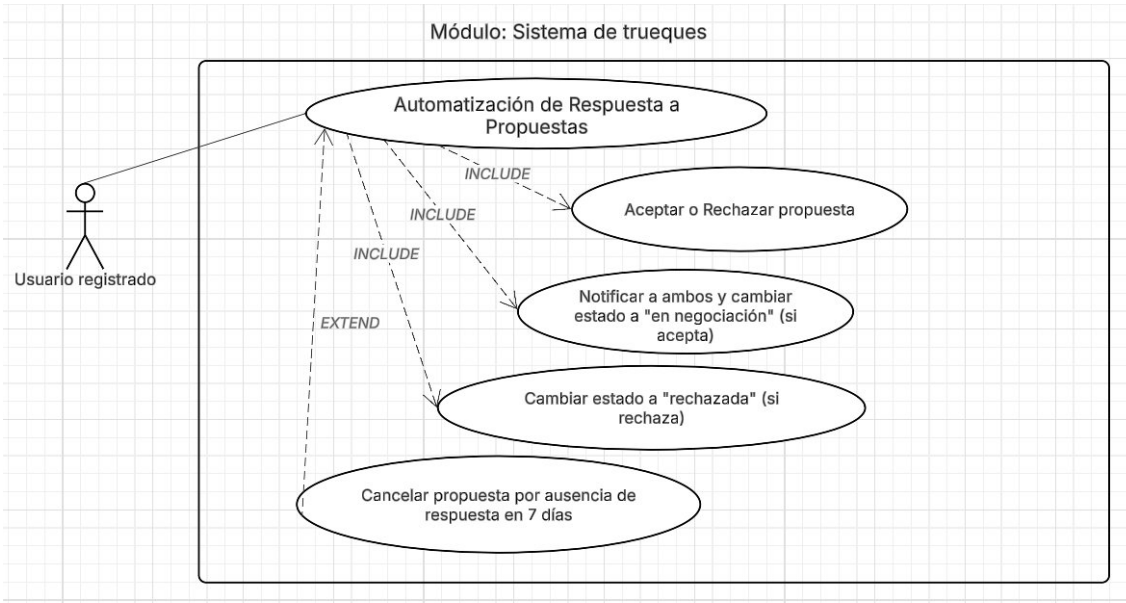 Módulo: Sistema de trueques
Automatización de Respuesta a
Propuestas
INCLUDE
Aceptar o Rechazar propuesta
INCLUDE
INCLUDE
Usuario registrado
Notificar a ambos y cambiar
estado a "en negociación" (si
acepta)
EXTEND
Cambiar estado a "rechazada" (si
rechaza)
Cancelar propuesta por ausencia de
respuesta en 7 días